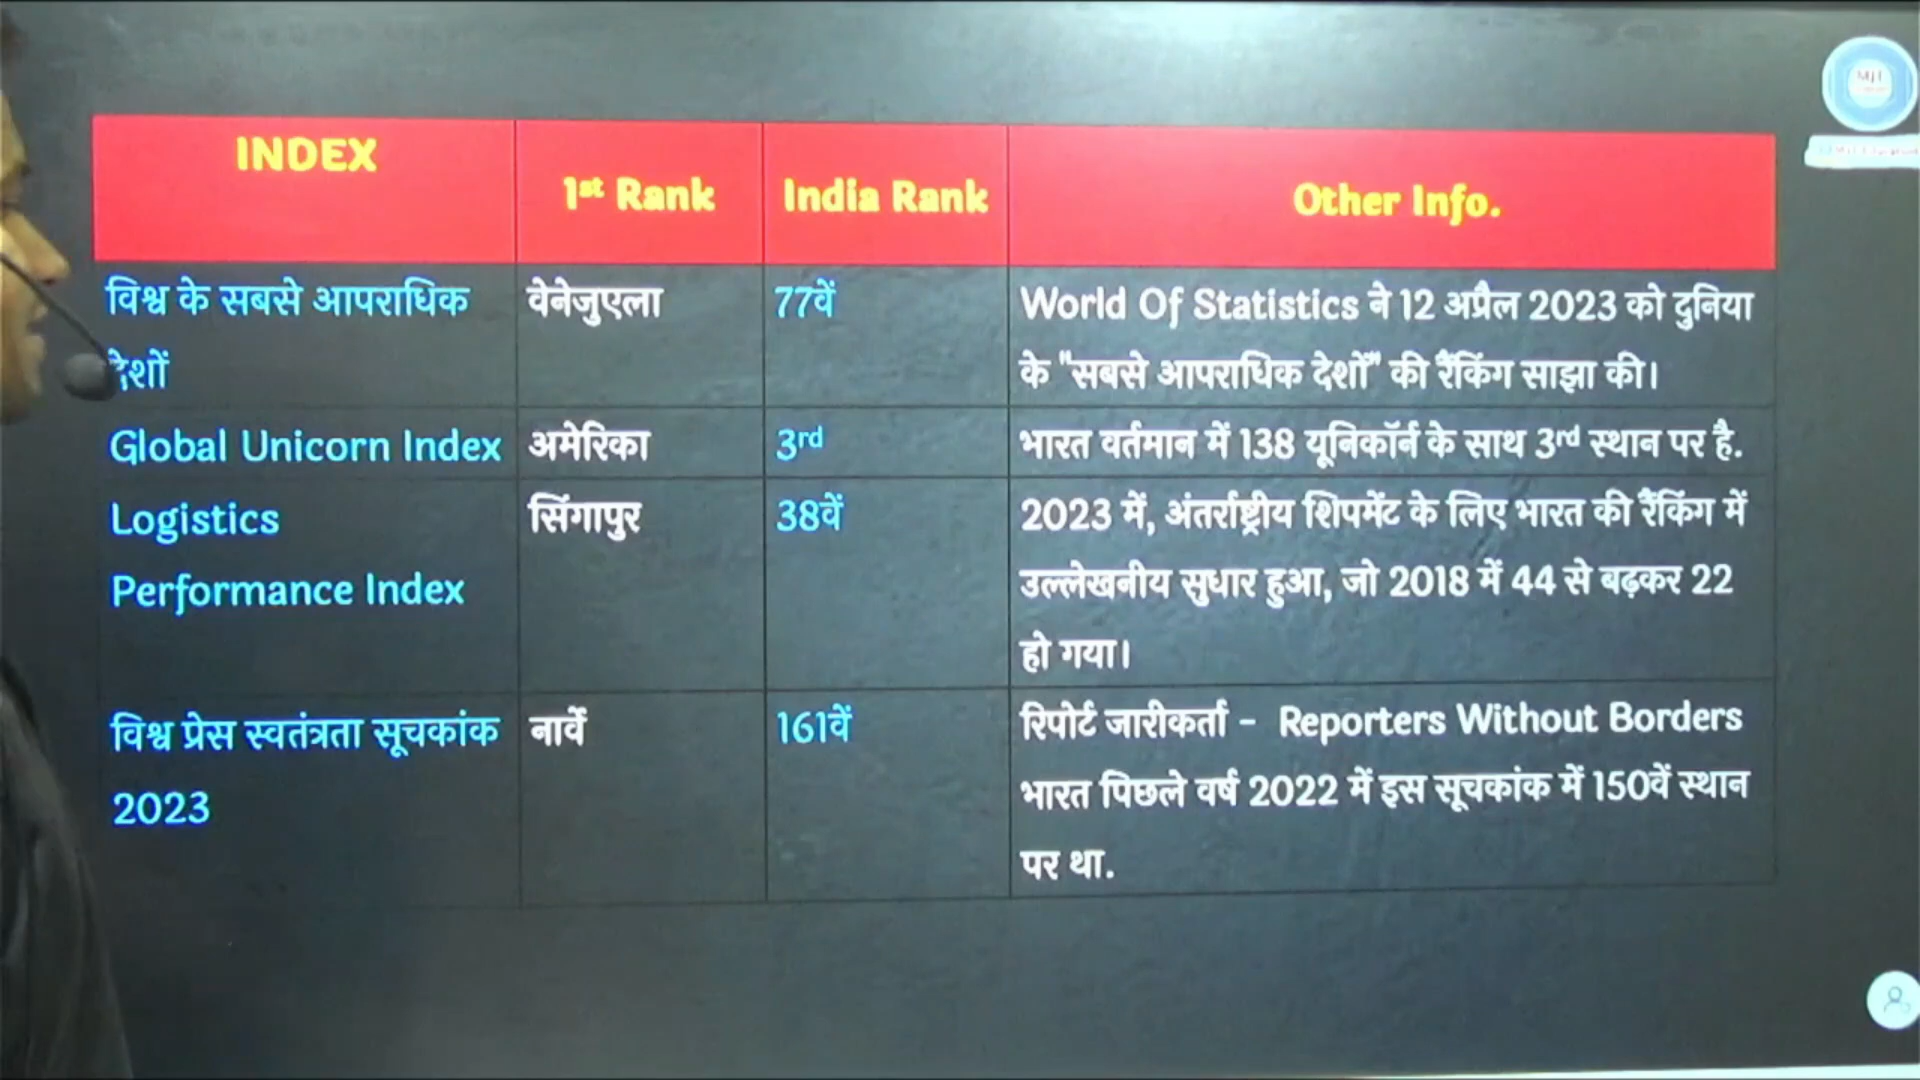 INDEX
1st Rank
India Rank
Other Info.
विश्व के सबसे आपराधिक
देशों
वेनेजुएला
77वें
World Of Statistics ने 12 अप्रैल 2023 को दुनिया
के "सबसे आपराधिक देशों" की रैंकिंग साझा की।
Global Unicorn Index
अमेरिका
3rd
भारत वर्तमान में 138 यूनिकॉर्न के साथ 3rd स्थान पर है.
Logistics
Performance Index
सिंगापुर
38वें
2023 में, अंतर्राष्ट्रीय शिपमेंट के लिए भारत की रैंकिंग में
उल्लेखनीय सुधार हुआ, जो 2018 में 44 से बढ़कर 22
हो गया।
विश्व प्रेस स्वतंत्रता सूचकांक
2023
नार्वे
161वें
रिपोर्ट जारीकर्ता - Reporters Without Borders
भारत पिछले वर्ष 2022 में इस सूचकांक में 150वें स्थान
पर था.